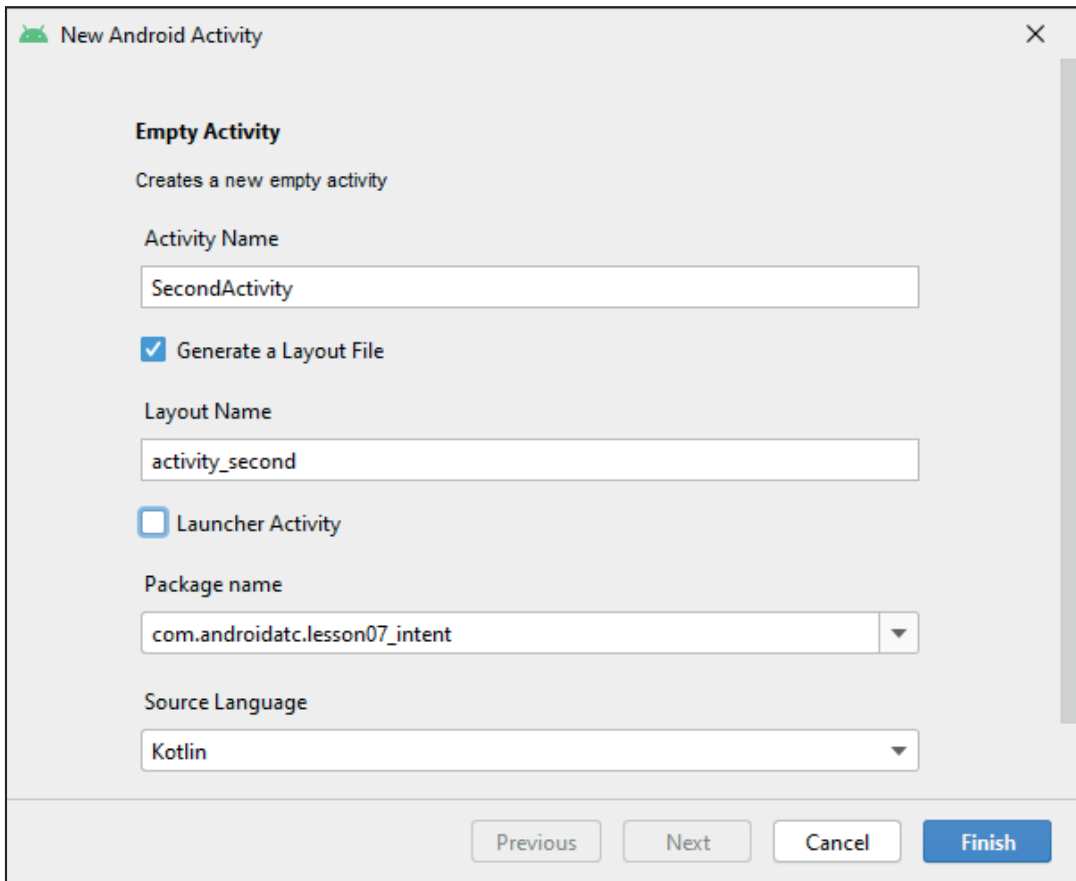 New Android Activity
Empty Activity
Creates a new empty activity
Activity Name
SecondActivity
Generate a Layout File
Layout Name
activity_second
Launcher Activity
Package name
com.androidatc.lesson07_intent
Source Language
Kotlin
Previous Next Cancel Finish